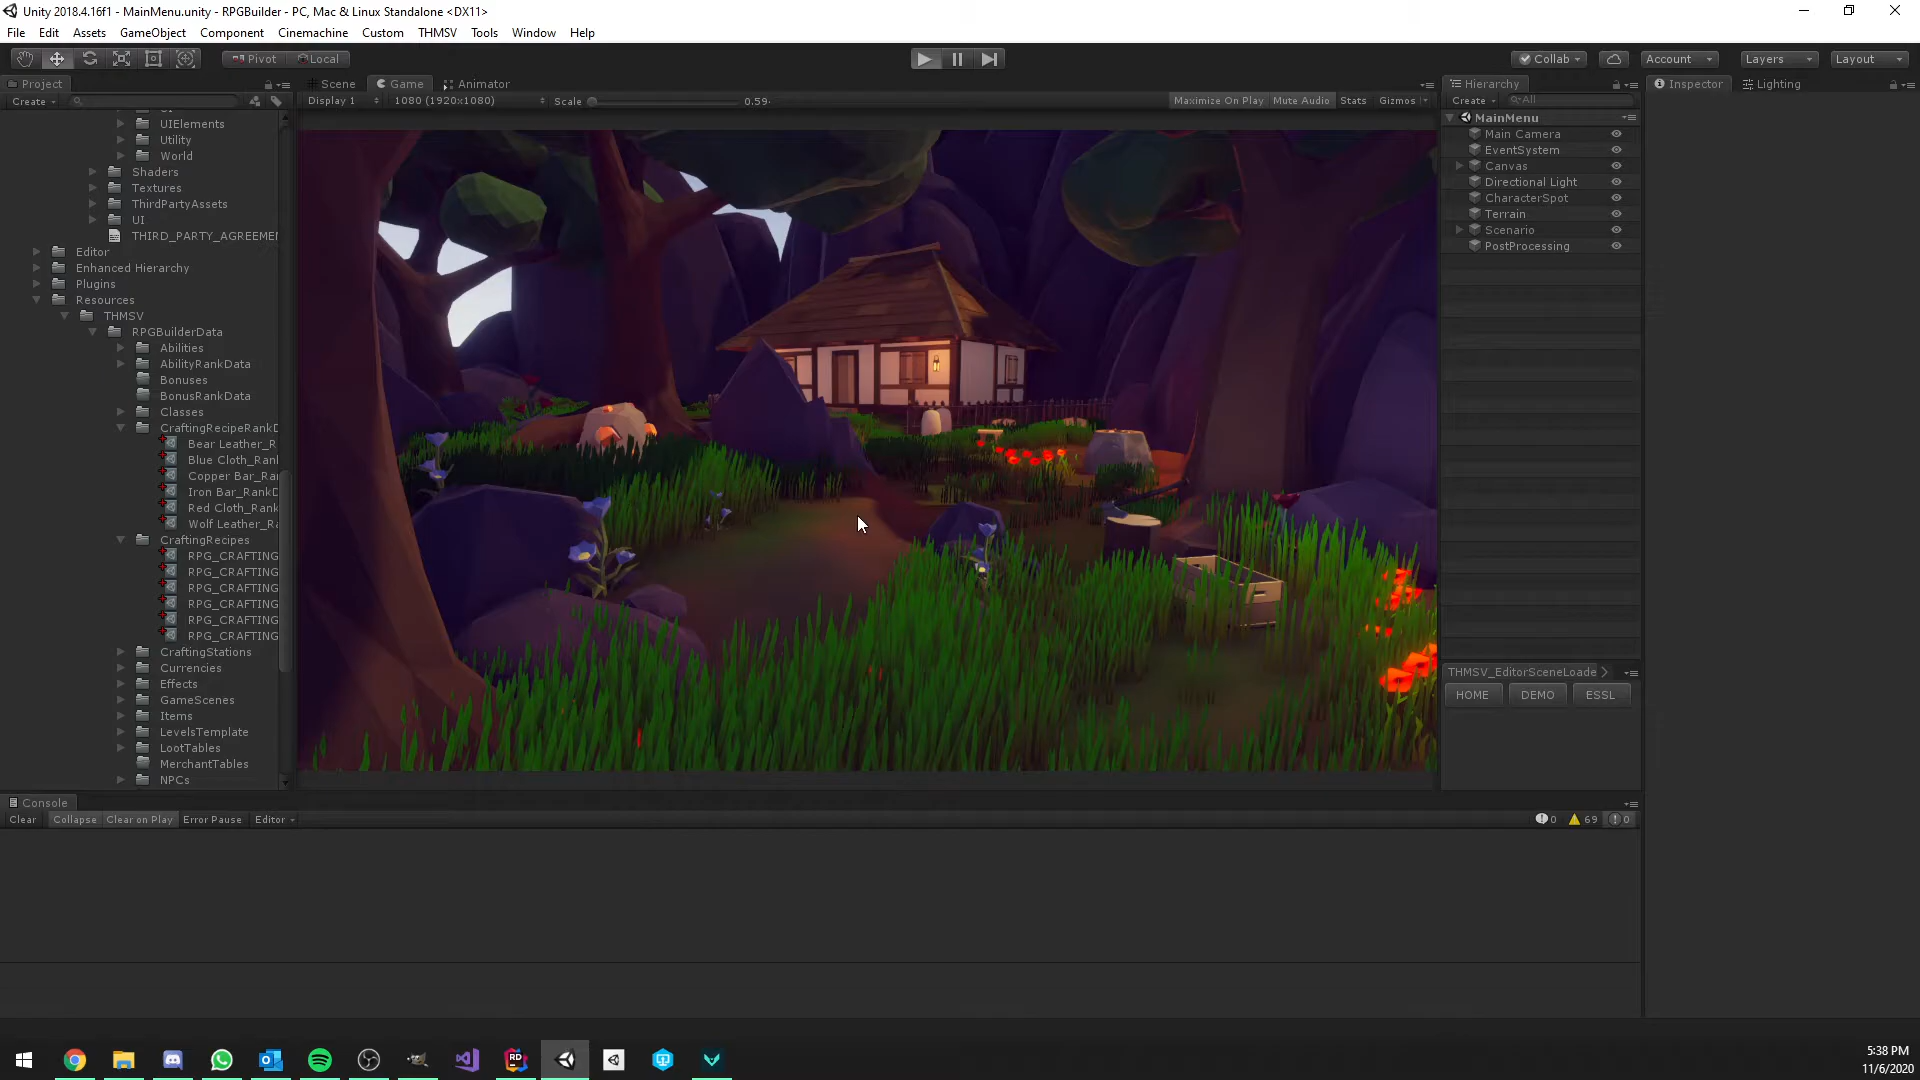 Unity 2018.4.16f1 - MainMenu.unity - RPGBuilder - PC, Mac & Linux Standalone <DX11>
File Edit Assets GameObject Component Cinemachine Custom THMSV Tools Window Help
Pivot Local Collab Account Layers Layout
Project Scene Game Animator Hierarchy Inspector Lighting
Create Display 1 1080 (1920x1080) Scale 0.59 Maximize On Play Mute Audio Stats Gizmos Create All
UIElements
Utility
World
Shaders
Textures
ThirdPartyAssets
UI
THIRD_PARTY_AGREEMEN
Editor
Enhanced Hierarchy
Plugins
Resources
THMSV
RPGBuilderData
Abilities
AbilityRankData
Bonuses
BonusRankData
Classes
CraftingRecipeRankD
Bear Leather_R
Blue Cloth_Ran
Copper Bar_Ra
Iron Bar_RankD
Red Cloth_Rank
Wolf Leather_Ra
CraftingRecipes
RPG_CRAFTING
RPG_CRAFTING
RPG_CRAFTING
RPG_CRAFTING
RPG_CRAFTING
RPG_CRAFTING
CraftingStations
Currencies
Effects
GameScenes
Items
LevelsTemplate
LootTables
MerchantTables
NPCs
MainMenu
Main Camera
EventSystem
Canvas
Directional Light
CharacterSpot
Terrain
Scenario
PostProcessing
THMSV_EditorSceneLoade
HOME DEMO ESSL
Console
Clear Collapse Clear on Play Error Pause Editor 0 69 0
RD
5:38 PM
11/6/2020